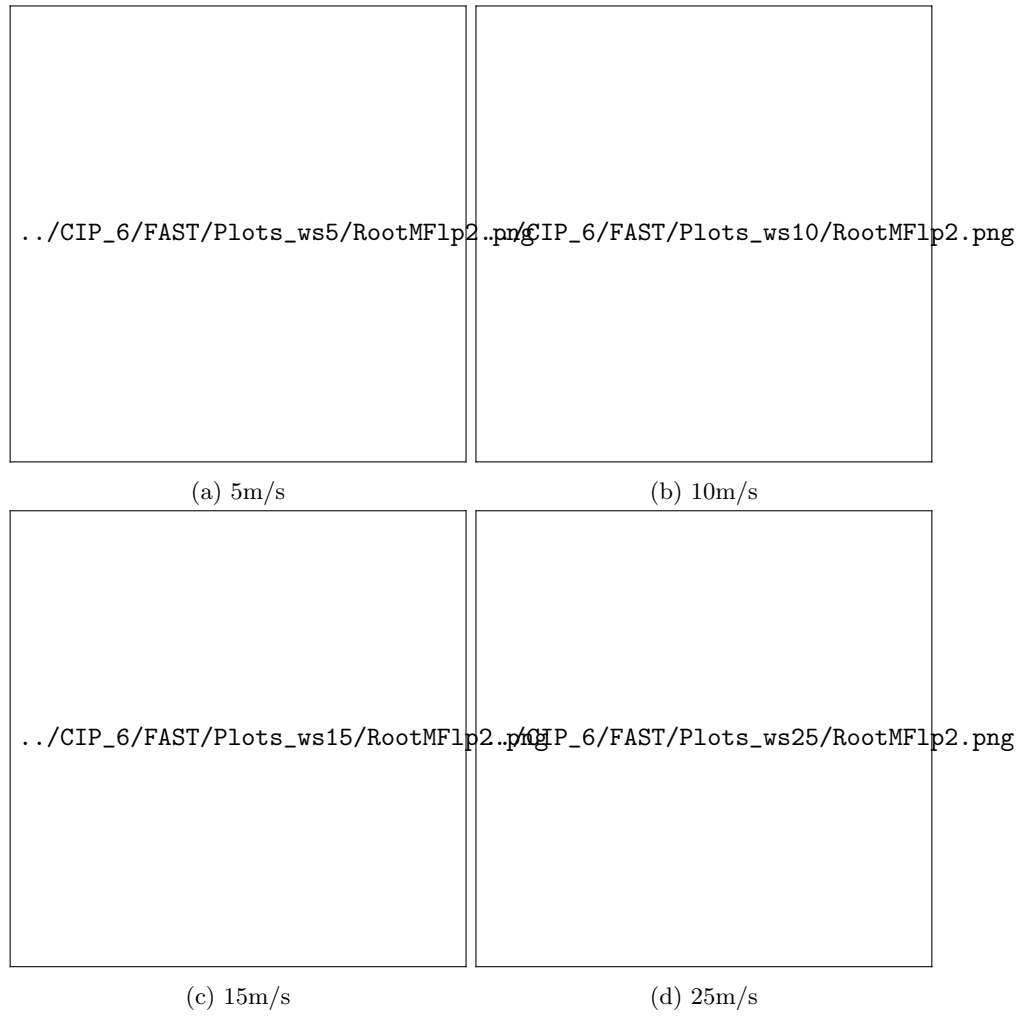 ../CIP_6/FAST/Plots_ws5/RootMFlp2.png
../CIP_6/FAST/Plots_ws10/RootMFlp2.png
(a) 5m/s
(b) 10m/s
../CIP_6/FAST/Plots_ws15/RootMFlp2.png
../CIP_6/FAST/Plots_ws25/RootMFlp2.png
(c) 15m/s
(d) 25m/s